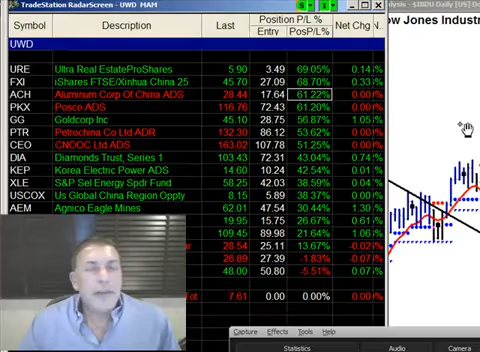 TradeStation RadarScreen - UWD MAM
alysis - $INDU Daily [US] Do
Symbol Description Last Position P/L % Net Chg N..
Entry PosP/L%
ow Jones Industri
UWD
URE Ultra Real EstateProShares 5.90 3.49 69.05% 0.14
FXI iShares FTSE/Xinhua China 25 45.70 27.09 68.70% 0.33
ACH Aluminum Corp Of China ADS 28.44 17.64 61.22% 0.00
PKX Posco ADS 116.76 72.43 61.20% 0.00
GG Goldcorp Inc 45.10 28.75 56.87% 1.05
PTR Petrochina Co Ltd ADR 132.30 86.12 53.62% 0.00
CEO CNOOC Ltd ADS 163.02 107.78 51.25% 0.00
DIA Diamonds Trust, Series 1 103.43 72.31 43.04% 0.74
KEP Korea Electric Power ADS 14.60 10.24 42.54% 0.01
XLE S&P Sel Energy Spdr Fund 58.25 42.03 38.59% 0.04
USCOX Us Global China Region Oppty 8.15 5.89 38.37% 0.00
AEM Agnico Eagle Mines 62.01 47.54 30.44% 1.30
19.95 15.75 26.67% 0.61
109.45 89.98 21.64% 1.06
28.54 25.11 13.67% -0.02
26.89 27.39 -1.83% -0.07
48.00 50.80 -5.51% 0.07
Tot 7.61 0.00 0.00%
Capture Effects Tools Help
Statistics Audio Camera